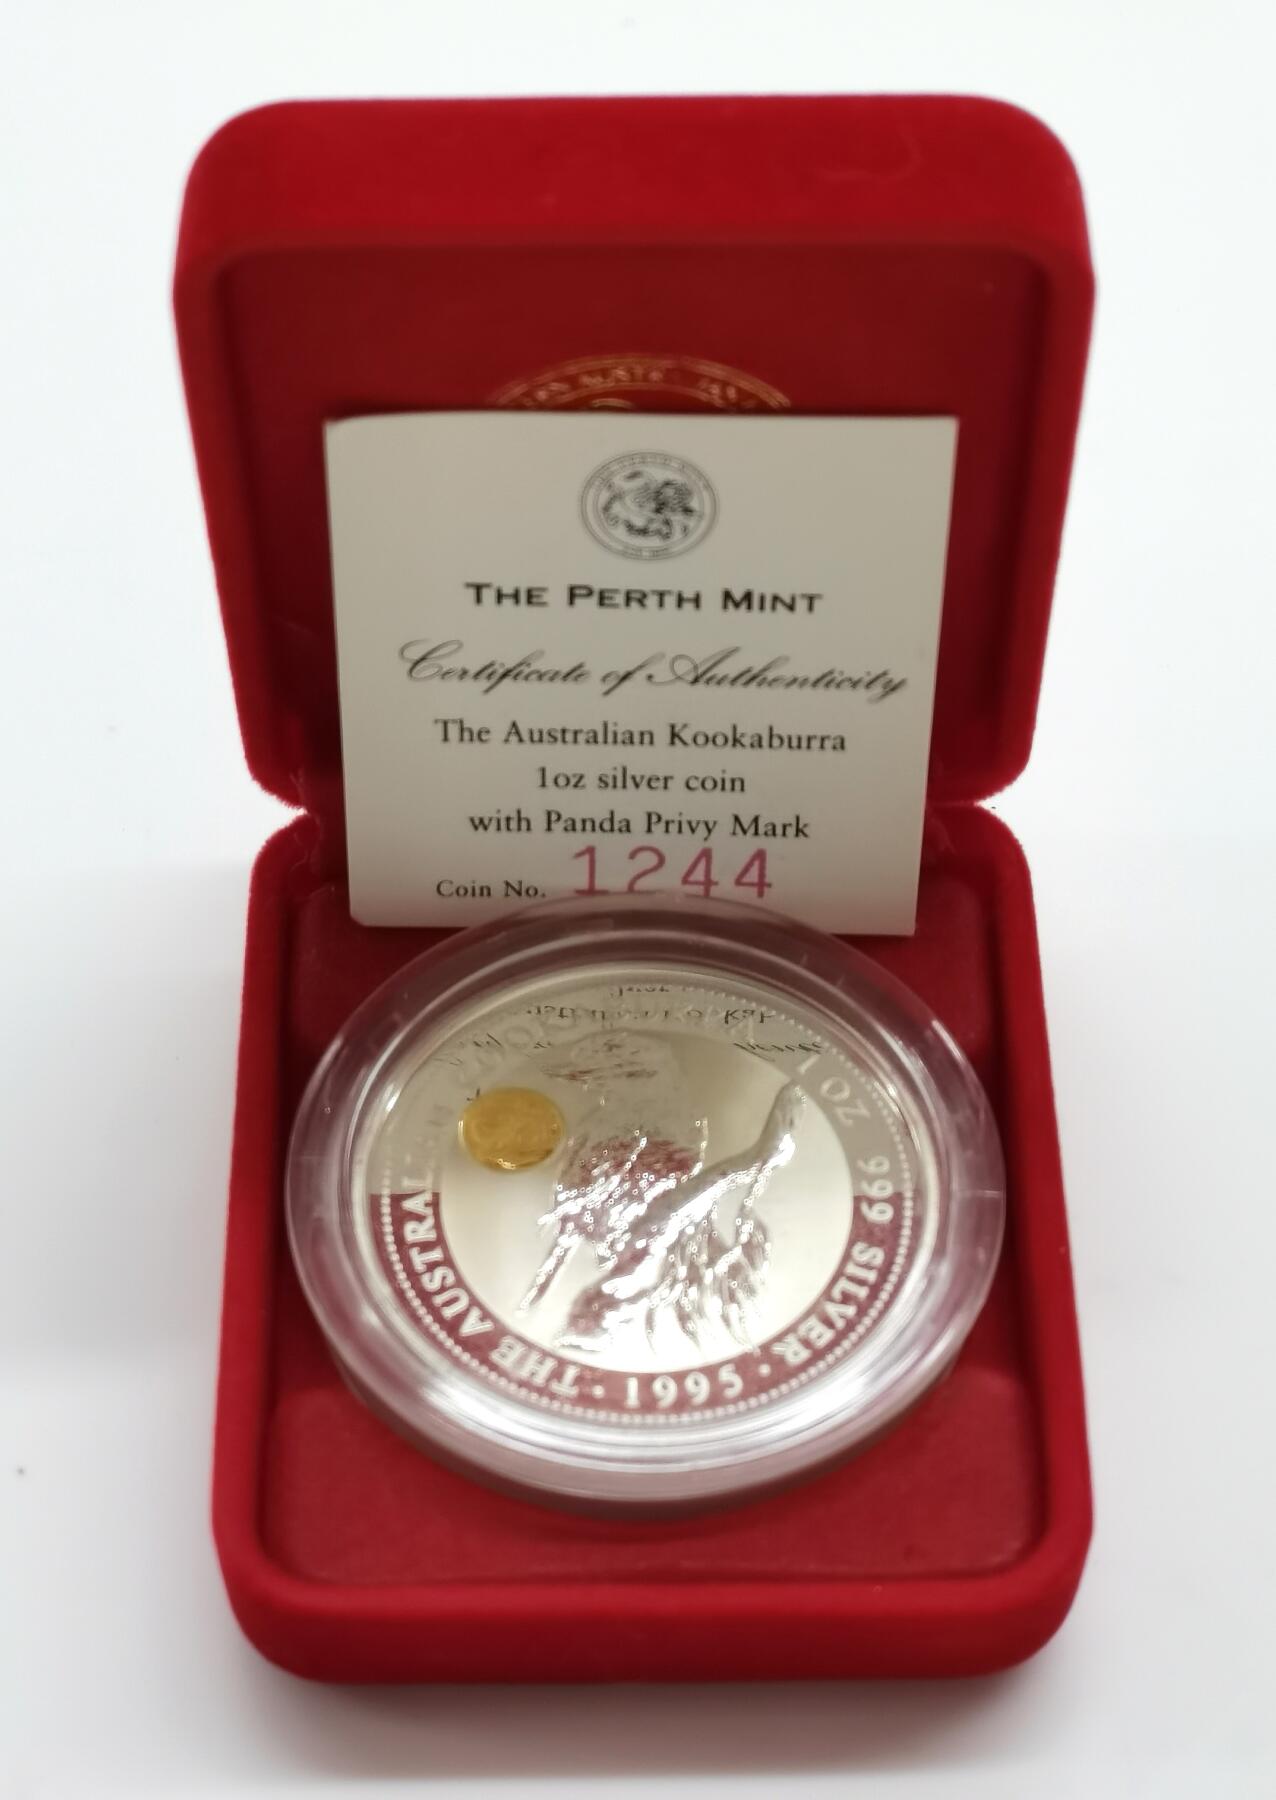 THE PERTH MINT
Certificate of Authenticity
The Australian Kookaburra
1oz silver coin
with Panda Privy Mark
Coin No. 1244
THE AUSTRALIAN
1 OZ 999 SILVER
· 1995 ·